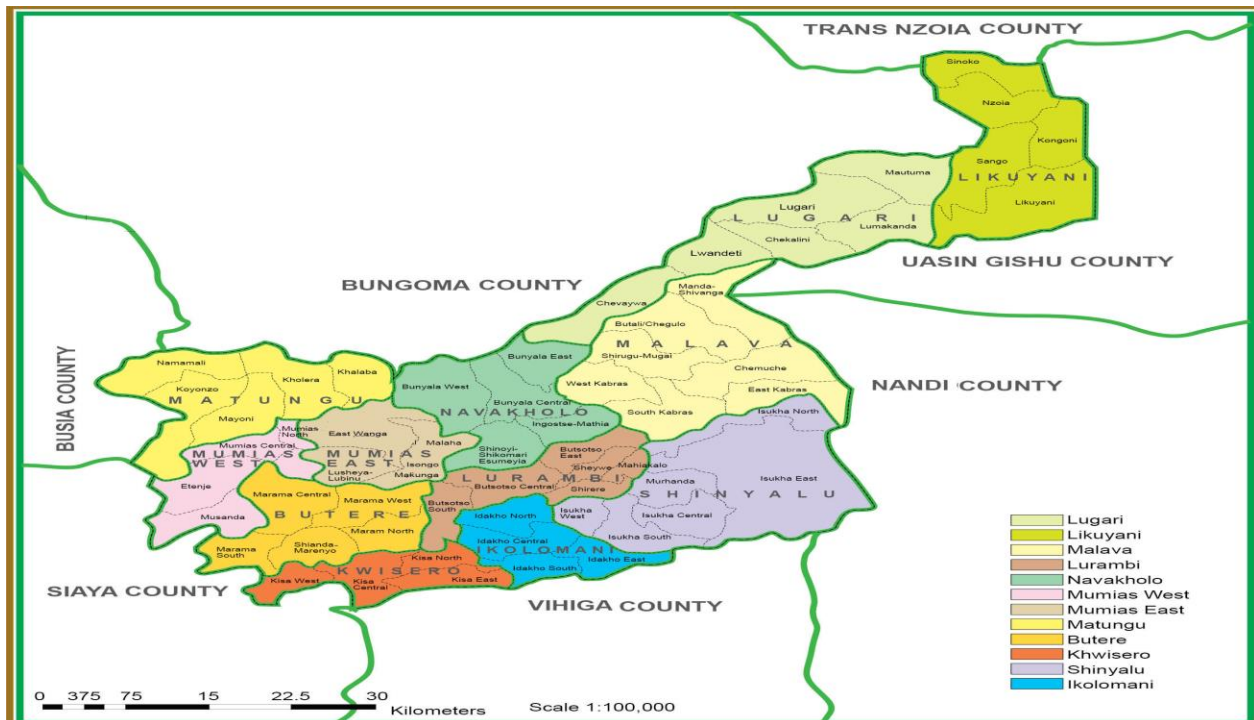 TRANS NZOIA COUNTY
Sinoko
Nzoia
Kongoni
Sango
LIKUYANI
Likuyani
Mautuma
Lugari
LUGARI
Lumakanda
Chekalini
Lwandeti
UASIN GISHU COUNTY
BUNGOMA COUNTY
Chevaywa
Manda-
Shivanga
Butali/Chegulo
MALAVA
Shirugu-Mugai
Chemuche
West Kabras
East Kabras
South Kabras
NANDI COUNTY
BUSIA COUNTY
Namamali
Khalaba
Koyonzo
Kholera
MATUNGU
Mayoni
Bunyala East
Bunyala West
Bunyala Central
NAVAKHOLO
Ingostse-Mathia
Shinoyi-
Shikomari
Esumeyia
Mumias
North
Mumias Central
MUMIAS
WEST
Etenje
Musanda
East Wanga
Malaha
MUMIAS
EAST
Isongo
Lusheya-
Lubinu
Makunga
Butsotso
East
Sheywe
Mahiakalo
LURAMBI
Butsotso Central
Shirere
Butsotso
South
Isukha North
Isukha East
Murhanda
SHINYALU
Isukha
West
Isukha Central
Isukha South
Marama Central
Marama West
BUTERE
Maram North
Shianda-
Marenyo
Marama
South
Idakho North
Idakho Central
IKOLOMANI
Idakho East
Idakho South
Kisa North
KWISERO
Kisa West
Kisa
Central
Kisa East
SIAYA COUNTY
VIHIGA COUNTY
Lugari
Likuyani
Malava
Lurambi
Navakholo
Mumias West
Mumias East
Matungu
Butere
Khwisero
Shinyalu
Ikolomani
0 375 75 15 22.5 30
Kilometers
Scale 1:100,000